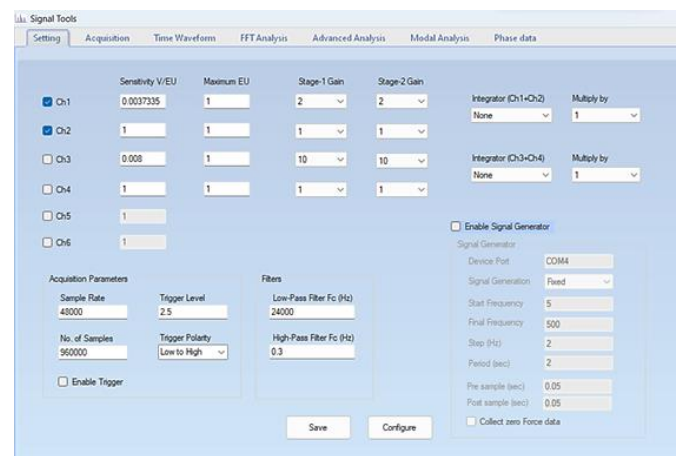 Signal Tools
Setting Acquisition Time Waveform FFT Analysis Advanced Analysis Modal Analysis Phase data
Sensitivity V/EU Maximum EU Stage-1 Gain Stage-2 Gain
Ch1 0.0037335 1 2 2 Integrator (Ch1+Ch2) Multiply by
None 1
Ch2 1 1 1 1
Ch3 0.008 1 10 10 Integrator (Ch3+Ch4) Multiply by
None 1
Ch4 1 1 1 1
Ch5 1
Ch6 1
Enable Signal Generator
Signal Generator
Device Port COM4
Signal Generation Fixed
Start Frequency 5
Final Frequency 500
Step (Hz) 2
Period (sec) 2
Pre sample (sec) 0.05
Post sample (sec) 0.05
Collect zero Force data
Acquisition Parameters
Sample Rate Trigger Level
48000 2.5
No. of Samples Trigger Polarity
960000 Low to High
Enable Trigger
Filters
Low-Pass Filter Fc (Hz)
24000
High-Pass Filter Fc (Hz)
0.3
Save Configure